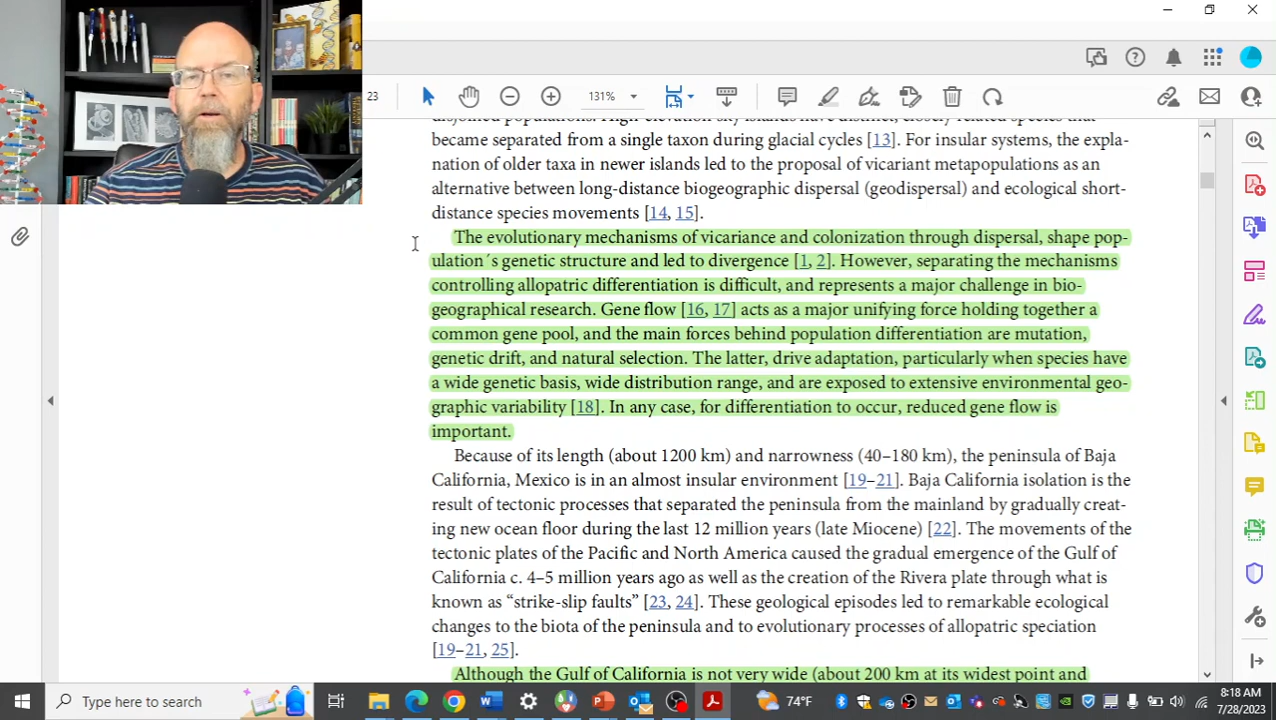 23
131%
disjoined populations. High-elevation sky islands have distinct, closely related species that
became separated from a single taxon during glacial cycles [13]. For insular systems, the expla-
nation of older taxa in newer islands led to the proposal of vicariant metapopulations as an
alternative between long-distance biogeographic dispersal (geodispersal) and ecological short-
distance species movements [14, 15].
The evolutionary mechanisms of vicariance and colonization through dispersal, shape pop-
ulation´s genetic structure and led to divergence [1, 2]. However, separating the mechanisms
controlling allopatric differentiation is difficult, and represents a major challenge in bio-
geographical research. Gene flow [16, 17] acts as a major unifying force holding together a
common gene pool, and the main forces behind population differentiation are mutation,
genetic drift, and natural selection. The latter, drive adaptation, particularly when species have
a wide genetic basis, wide distribution range, and are exposed to extensive environmental geo-
graphic variability [18]. In any case, for differentiation to occur, reduced gene flow is
important.
Because of its length (about 1200 km) and narrowness (40–180 km), the peninsula of Baja
California, Mexico is in an almost insular environment [19–21]. Baja California isolation is the
result of tectonic processes that separated the peninsula from the mainland by gradually creat-
ing new ocean floor during the last 12 million years (late Miocene) [22]. The movements of the
tectonic plates of the Pacific and North America caused the gradual emergence of the Gulf of
California c. 4–5 million years ago as well as the creation of the Rivera plate through what is
known as “strike-slip faults” [23, 24]. These geological episodes led to remarkable ecological
changes to the biota of the peninsula and to evolutionary processes of allopatric speciation
[19–21, 25].
Although the Gulf of California is not very wide (about 200 km at its widest point and
Type here to search
74°F
8:18 AM
7/28/2023